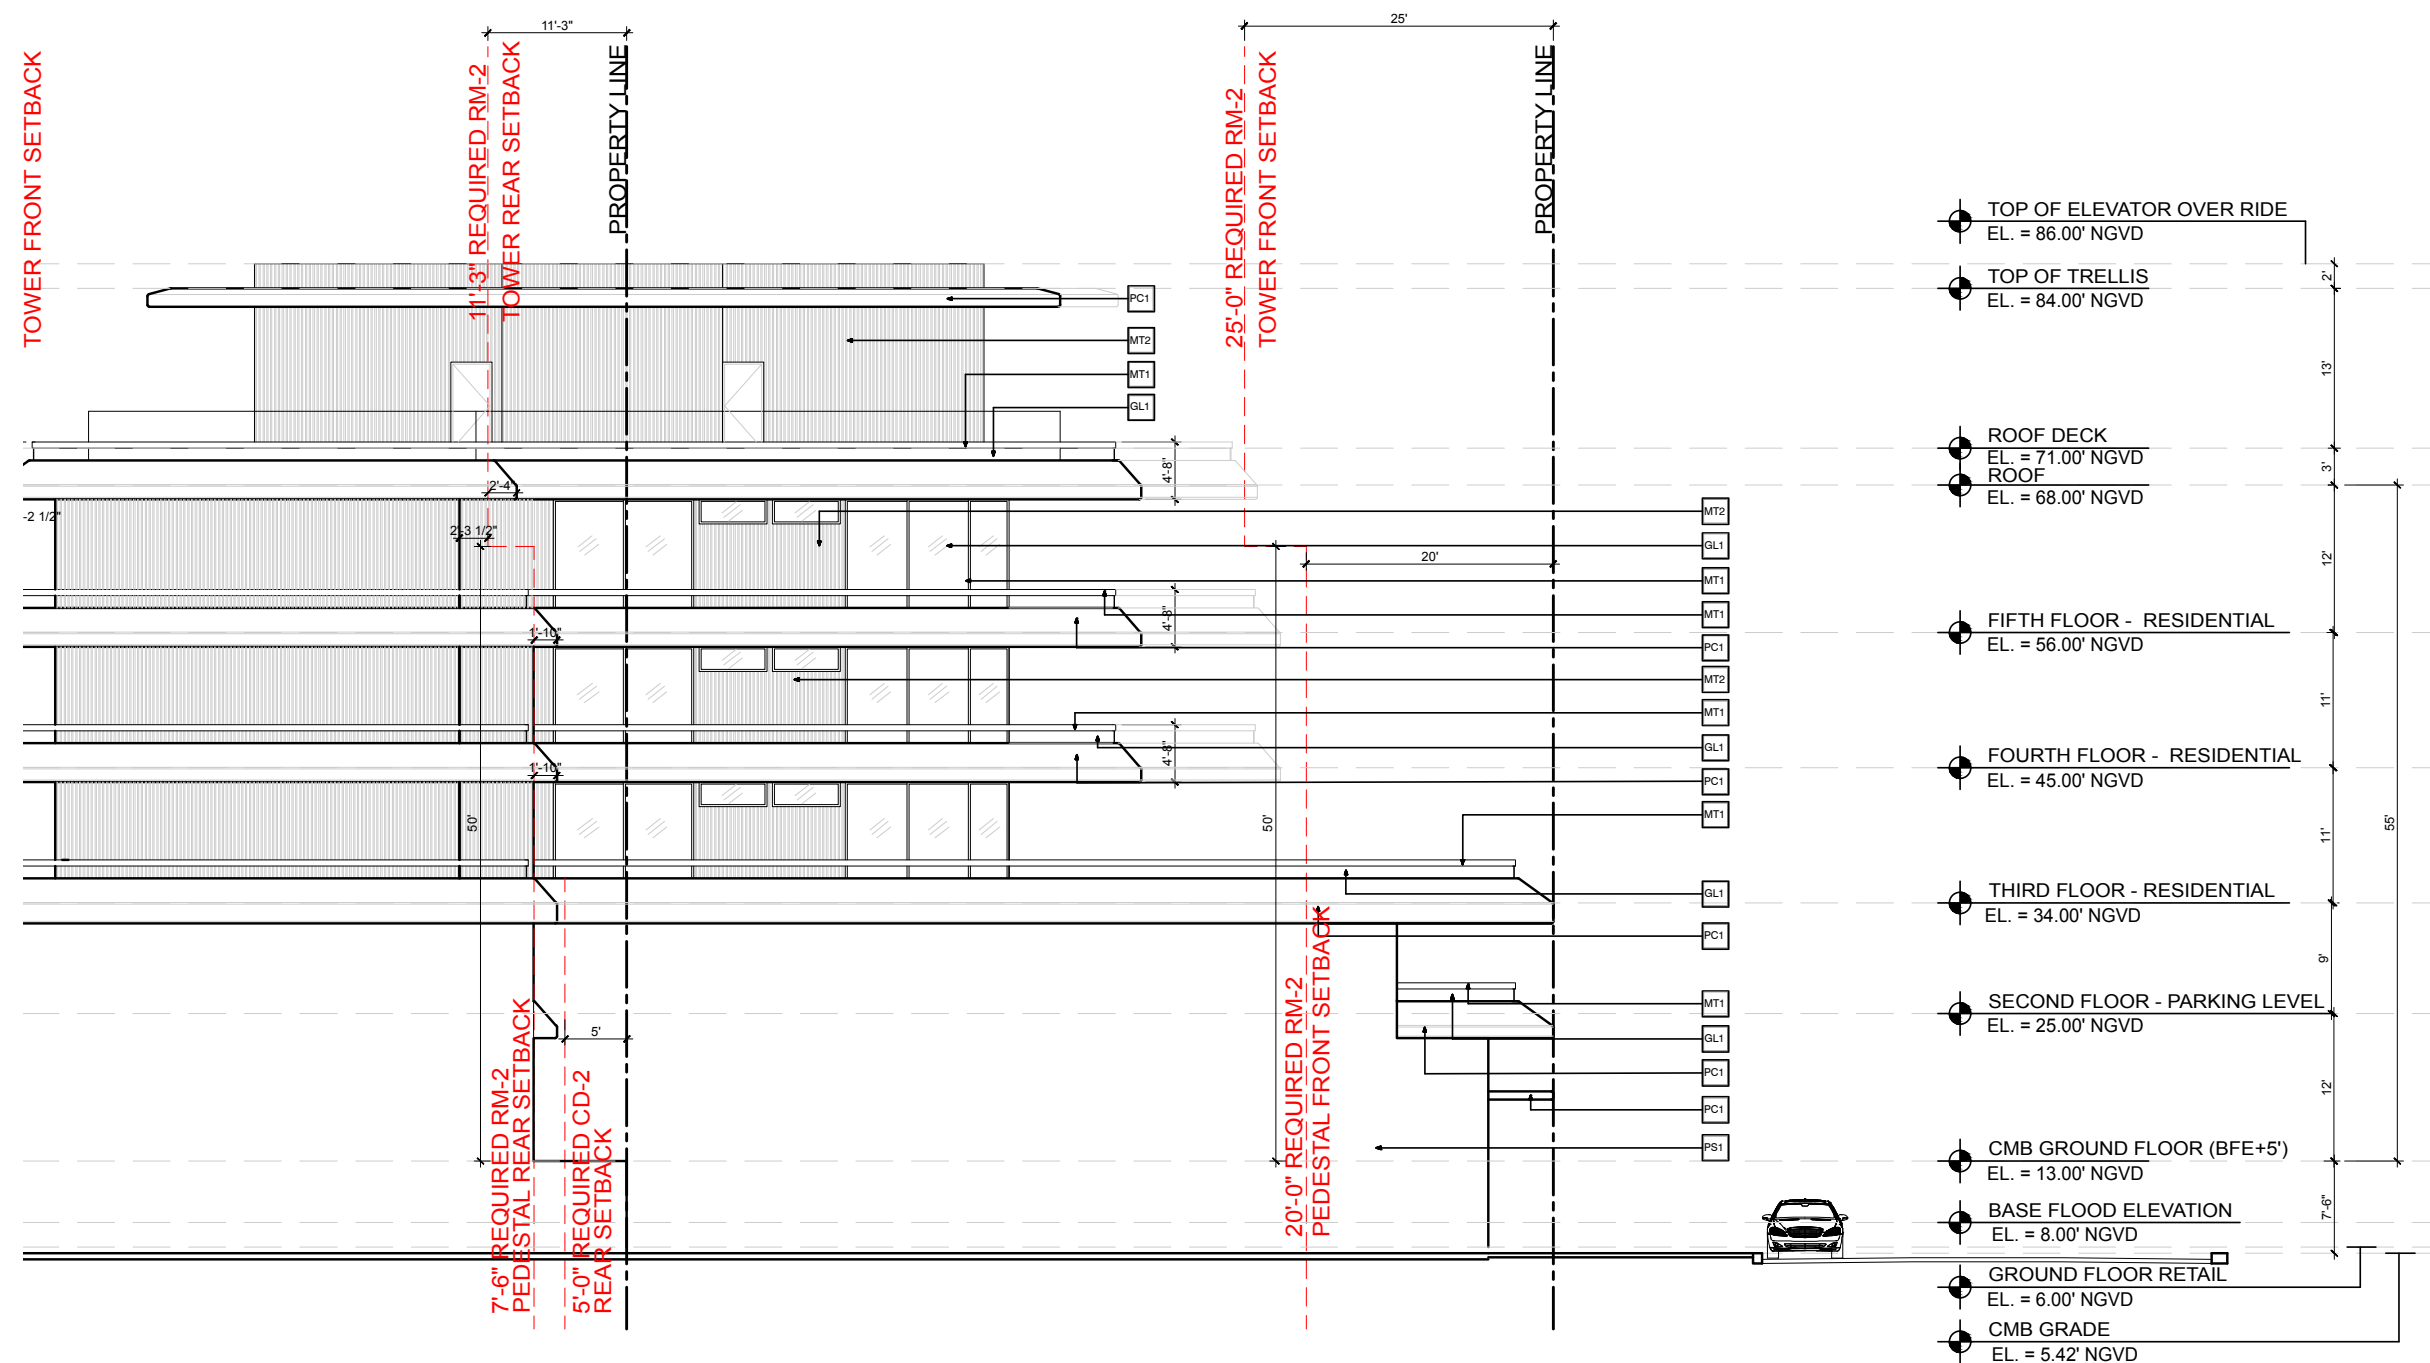 11'-3"
25'
TOWER FRONT SETBACK
11'-3" REQUIRED RM-2
TOWER REAR SETBACK
PROPERTY LINE
25'-0" REQUIRED RM-2
TOWER FRONT SETBACK
PROPERTY LINE
TOP OF ELEVATOR OVER RIDE
EL. = 86.00' NGVD
2'
TOP OF TRELLIS
EL. = 84.00' NGVD
PC1
MT2
MT1
GL1
13'
ROOF DECK
EL. = 71.00' NGVD
3'
ROOF
EL. = 68.00' NGVD
4'-8"
2'-4"
-2 1/2"
2'-3 1/2"
MT2
GL1
MT1
MT1
PC1
20'
12'
4'-8"
1'-10"
FIFTH FLOOR - RESIDENTIAL
EL. = 56.00' NGVD
MT2
MT1
GL1
PC1
11'
4'-8"
1'-10"
FOURTH FLOOR - RESIDENTIAL
EL. = 45.00' NGVD
MT1
50'
50'
11'
55'
GL1
PC1
THIRD FLOOR - RESIDENTIAL
EL. = 34.00' NGVD
9'
MT1
GL1
PC1
PC1
PS1
SECOND FLOOR - PARKING LEVEL
EL. = 25.00' NGVD
5'
12'
7'-6" REQUIRED RM-2
PEDESTAL REAR SETBACK
5'-0" REQUIRED CD-2
REAR SETBACK
20'-0" REQUIRED RM-2
PEDESTAL FRONT SETBACK
CMB GROUND FLOOR (BFE+5')
EL. = 13.00' NGVD
7'-6"
BASE FLOOD ELEVATION
EL. = 8.00' NGVD
GROUND FLOOR RETAIL
EL. = 6.00' NGVD
CMB GRADE
EL. = 5.42' NGVD